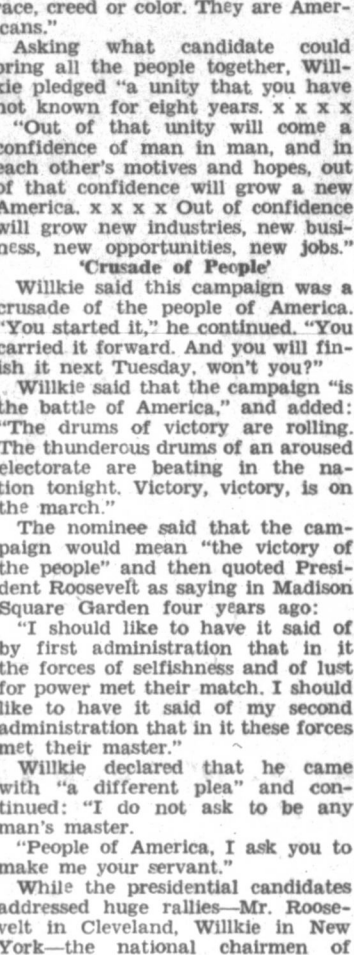 race, creed or color. They are Amer-
cans."
Asking what candidate could
bring all the people together, Will-
kie pledged "a unity that you have
not known for eight years. x x x x
"Out of that unity will come a
confidence of man in man, and in
each other's motives and hopes, out
of that confidence will grow a new
America. x x x x Out of confidence
will grow new industries, new busi-
ness, new opportunities, new jobs."
'Crusade of People'
Willkie said this campaign was a
crusade of the people of America.
"You started it," he continued. "You
carried it forward. And you will fin-
ish it next Tuesday, won't you?"
Willkie said that the campaign "is
the battle of America," and added:
"The drums of victory are rolling.
The thunderous drums of an aroused
electorate are beating in the na-
tion tonight. Victory, victory, is on
the march."
The nominee said that the cam-
paign would mean "the victory of
the people" and then quoted Presi-
dent Roosevelt as saying in Madison
Square Garden four years ago:
"I should like to have it said of
by first administration that in it
the forces of selfishness and of lust
for power met their match. I should
like to have it said of my second
administration that in it these forces
met their master."
Willkie declared that he came
with "a different plea" and con-
tinued: "I do not ask to be any
man's master.
"People of America, I ask you to
make me your servant."
While the presidential candidates
addressed huge rallies—Mr. Roose-
velt in Cleveland, Willkie in New
York—the national chairmen of